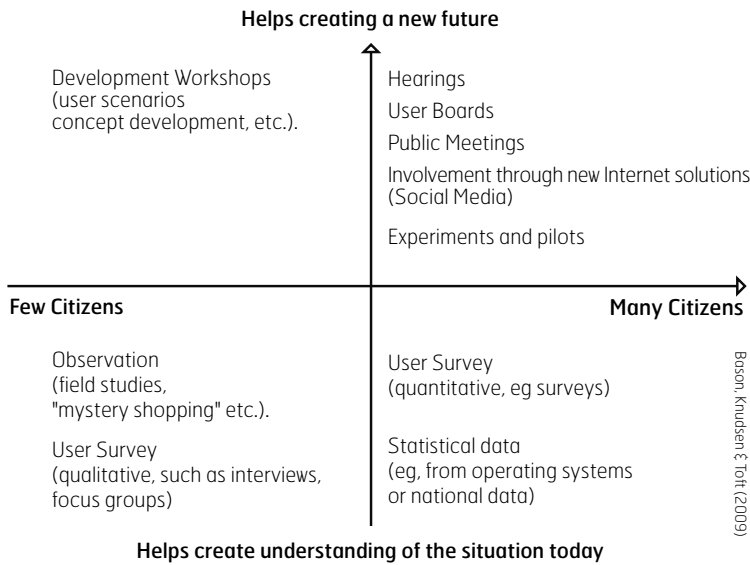 Helps creating a new future
Development Workshops
(user scenarios
concept development, etc.).
Hearings
User Boards
Public Meetings
Involvement through new Internet solutions
(Social Media)
Experiments and pilots
Few Citizens
Many Citizens
Observation
(field studies,
"mystery shopping" etc.).
User Survey
(qualitative, such as interviews,
focus groups)
User Survey
(quantitative, eg surveys)
Statistical data
(eg, from operating systems
or national data)
Bason, Knudsen & Toft (2009)
Helps create understanding of the situation today